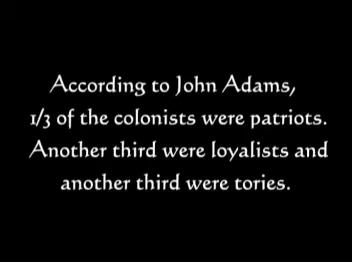 According to John Adams,
1/3 of the colonists were patriots.
Another third were loyalists and
another third were tories.